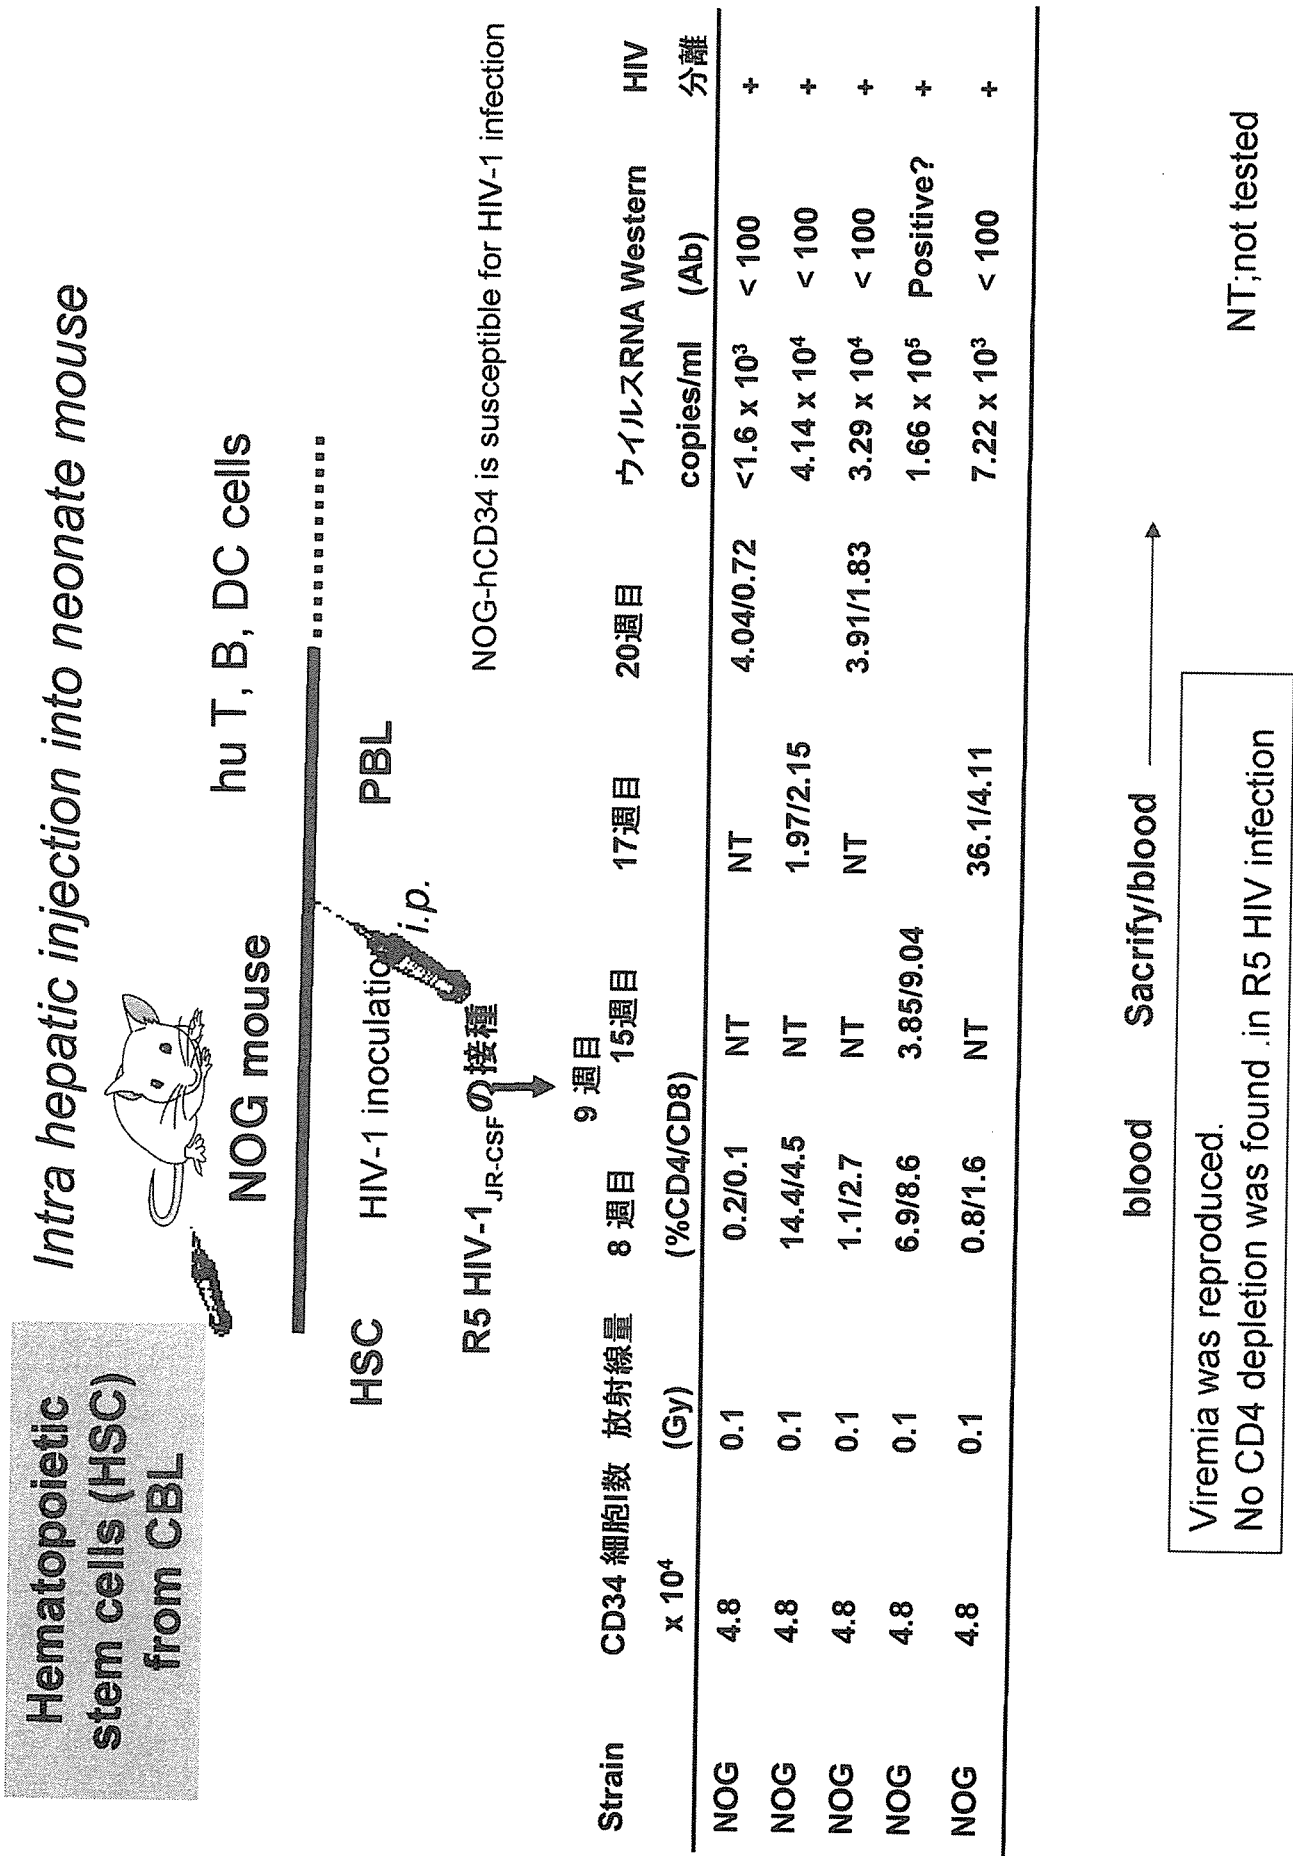 Intra hepatic injection into neonate mouse
Hematopoietic
stem cells (HSC)
from CBL
NOG mouse
hu T, B, DC cells
HSC
HIV-1 inoculation
i.p.
PBL
R5 HIV-1JR-CSFの接種
NOG-hCD34 is susceptible for HIV-1 infection
9 週目
Strain CD34 細胞数 放射線量 8 週目 15週目 17週目 20週目 ウイルスRNA Western HIV
x 10⁴ (Gy) (%CD4/CD8) copies/ml (Ab) 分離
NOG 4.8 0.1 0.2/0.1 NT NT 4.04/0.72 <1.6 x 10³ < 100 +
NOG 4.8 0.1 14.4/4.5 NT 1.97/2.15 4.14 x 10⁴ < 100 +
NOG 4.8 0.1 1.1/2.7 NT NT 3.91/1.83 3.29 x 10⁴ < 100 +
NOG 4.8 0.1 6.9/8.6 3.85/9.04 1.66 x 10⁵ Positive? +
NOG 4.8 0.1 0.8/1.6 NT 36.1/4.11 7.22 x 10³ < 100 +
blood Sacrify/blood
NT;not tested
Viremia was reproduced.
No CD4 depletion was found .in R5 HIV infection